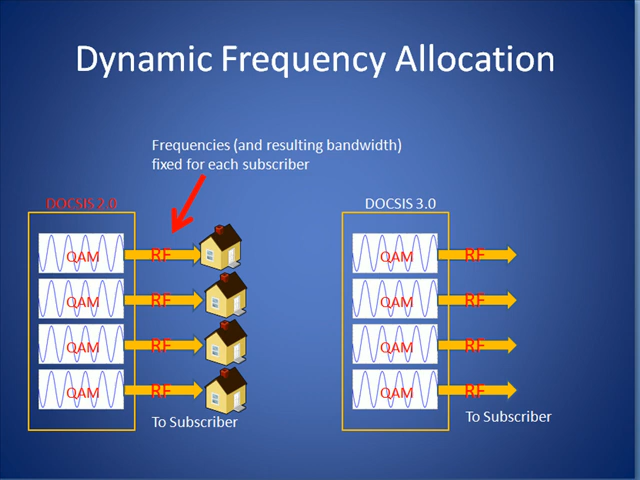 Dynamic Frequency Allocation
Frequencies (and resulting bandwidth)
fixed for each subscriber
DOCSIS 2.0
QAM RF
QAM RF
QAM RF
QAM RF
To Subscriber
DOCSIS 3.0
QAM RF
QAM RF
QAM RF
QAM RF
To Subscriber